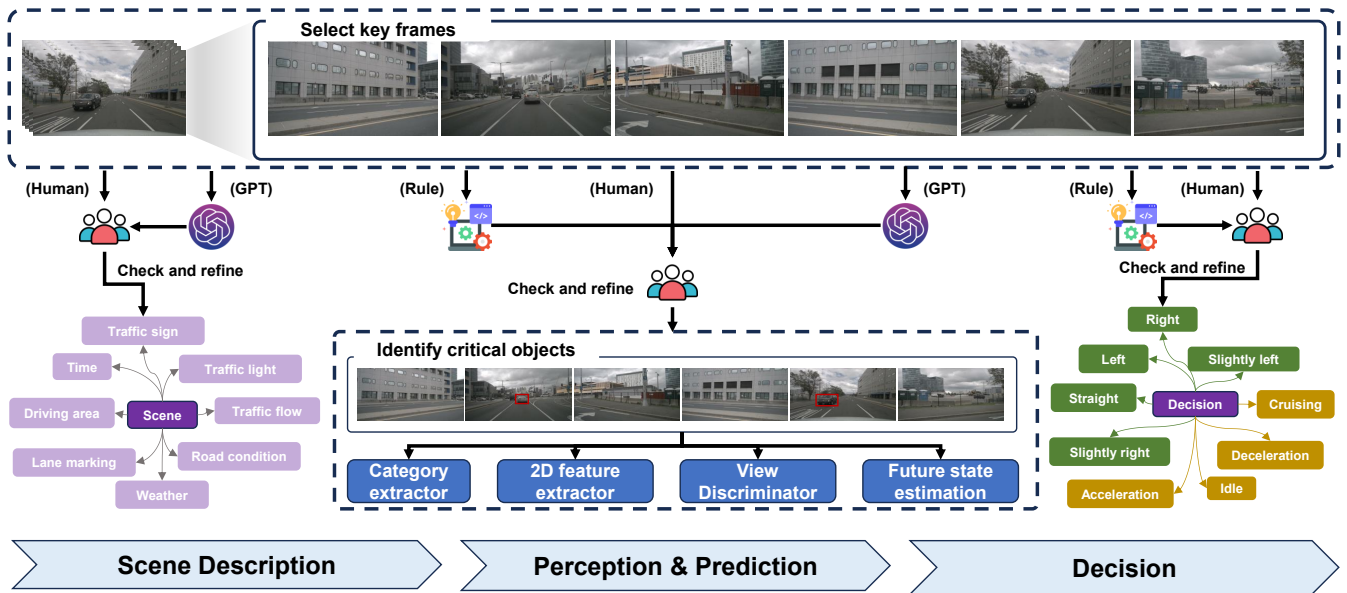 Select key frames
(Human)
(GPT)
(Rule)
(Human)
(GPT)
(Rule)
(Human)
</>
</>
Check and refine
Check and refine
Check and refine
Traffic sign
Time
Traffic light
Driving area
Scene
Traffic flow
Lane marking
Road condition
Weather
Identify critical objects
Category
extractor
2D feature
extractor
View
Discriminator
Future state
estimation
Right
Left
Slightly left
Straight
Decision
Cruising
Slightly right
Deceleration
Acceleration
Idle
Scene Description
Perception & Prediction
Decision